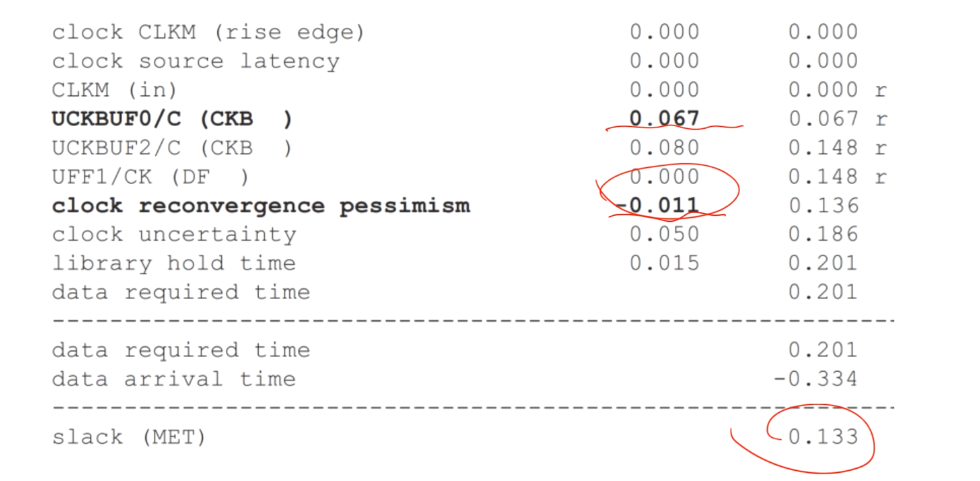 clock CLKM (rise edge) 0.000 0.000
clock source latency 0.000 0.000
CLKM (in) 0.000 0.000 r
UCKBUF0/C (CKB ) 0.067 0.067 r
UCKBUF2/C (CKB ) 0.080 0.148 r
UFF1/CK (DF ) 0.000 0.148 r
clock reconvergence pessimism -0.011 0.136
clock uncertainty 0.050 0.186
library hold time 0.015 0.201
data required time 0.201
----------------------------------------------------------
data required time 0.201
data arrival time -0.334
----------------------------------------------------------
slack (MET) 0.133